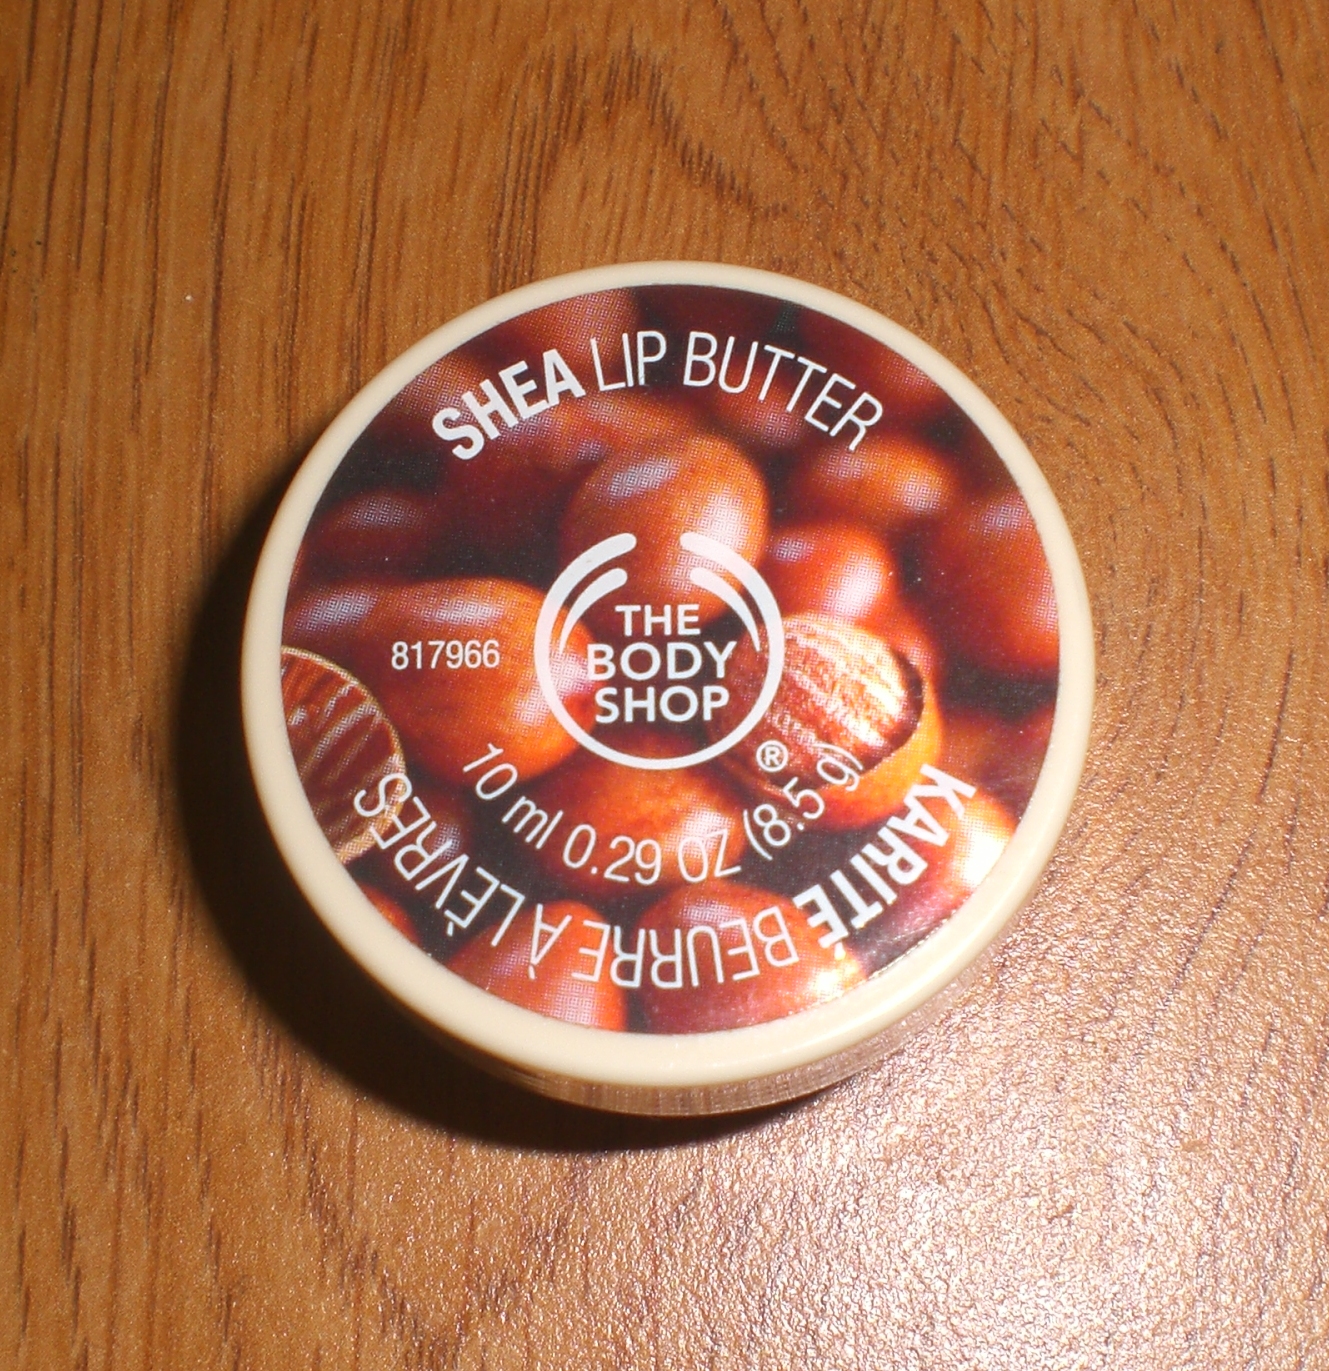 SHEA LIP BUTTER
817966
THE
BODY
SHOP
®
10 ml 0.29 OZ (8.5 g)
KARITÉ BEURRE À LÈVRES